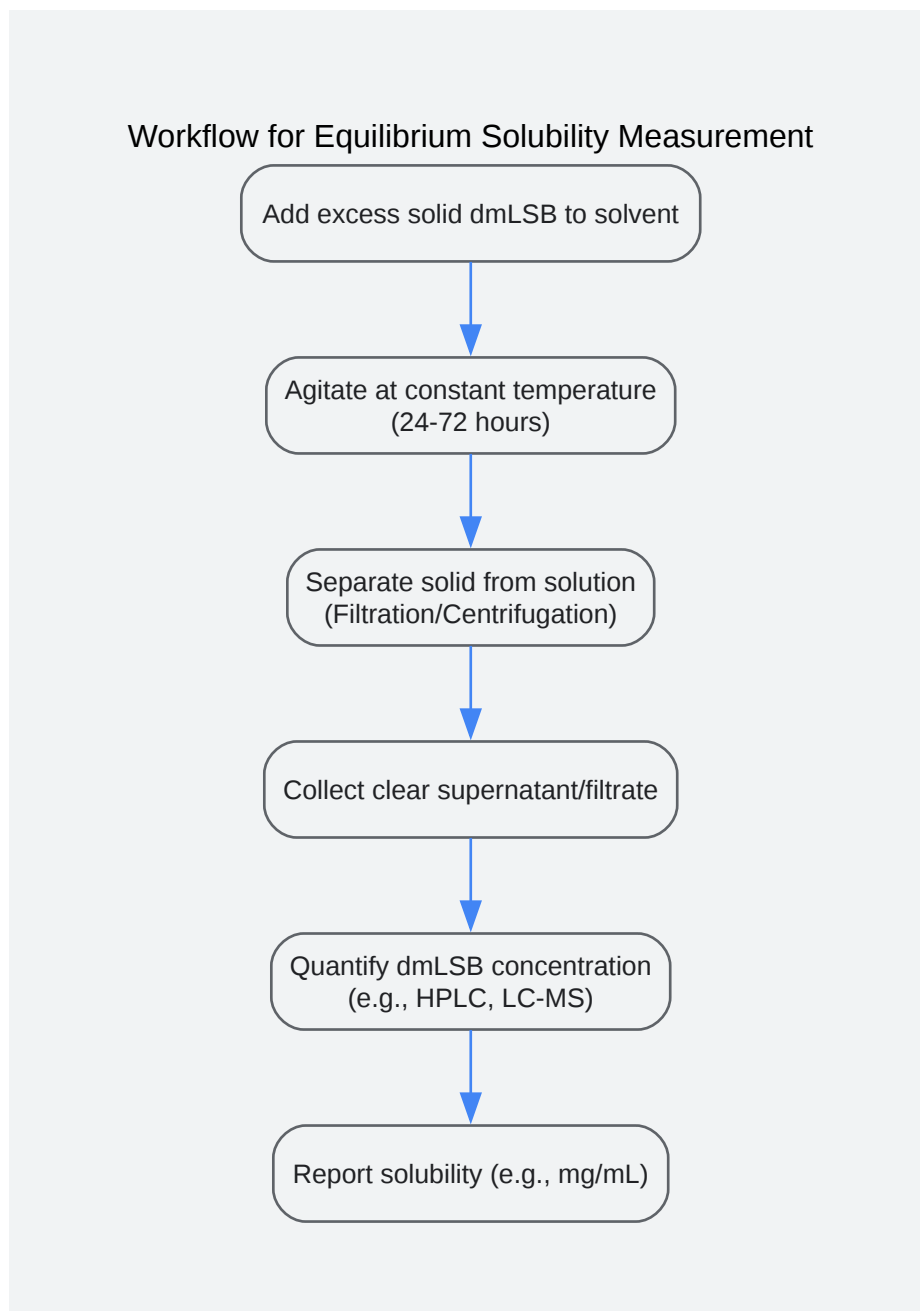 Workflow for Equilibrium Solubility Measurement
Add excess solid dmLSB to solvent
Agitate at constant temperature
(24-72 hours)
Separate solid from solution
(Filtration/Centrifugation)
Collect clear supernatant/filtrate
Quantify dmLSB concentration
(e.g., HPLC, LC-MS)
Report solubility (e.g., mg/mL)